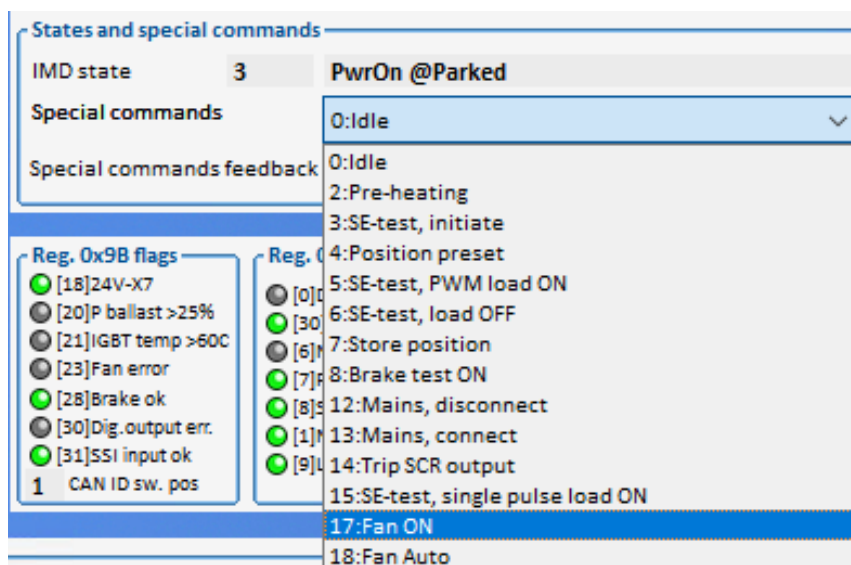 States and special commands
IMD state 3 PwrOn @Parked
Special commands 0:Idle
Special commands feedback
0:Idle
2:Pre-heating
3:SE-test, initiate
4:Position preset
5:SE-test, PWM load ON
6:SE-test, load OFF
7:Store position
8:Brake test ON
12:Mains, disconnect
13:Mains, connect
14:Trip SCR output
15:SE-test, single pulse load ON
17:Fan ON
18:Fan Auto
Reg. 0x9B flags
[18]24V-X7
[20]P ballast >25%
[21]IGBT temp >60C
[23]Fan error
[28]Brake ok
[30]Dig.output err.
[31]SSI input ok
1 CAN ID sw. pos
Reg.
[0]
[30]
[6]
[7]
[8]
[1]
[9]